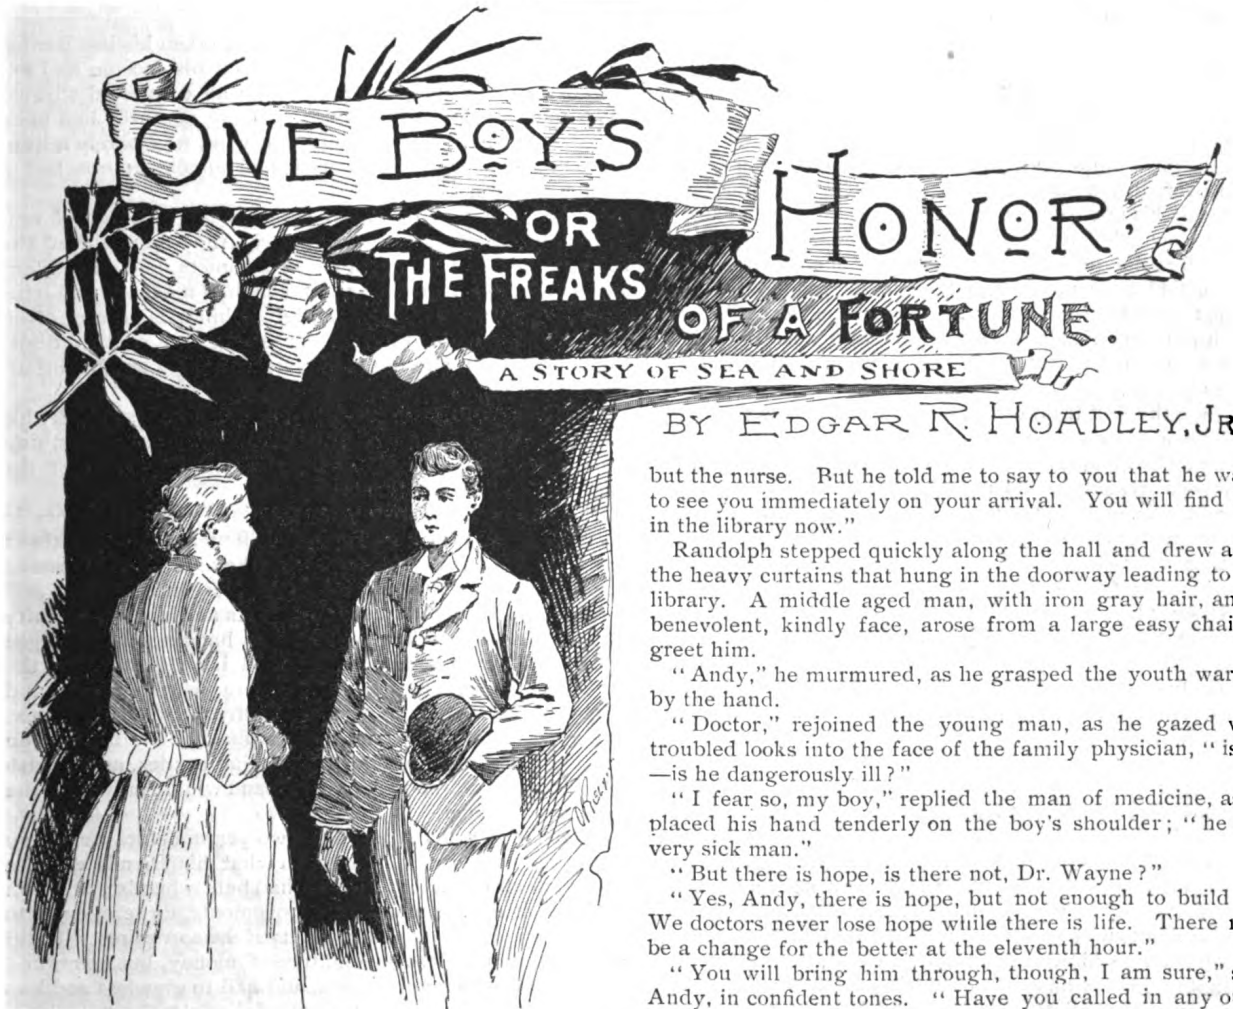 ONE BOY'S
HONOR;
OR
THE FREAKS
OF A FORTUNE.
A STORY OF SEA AND SHORE
BY EDGAR R. HOADLEY, JR
but the nurse. But he told me to say to you that he
to see you immediately on your arrival. You will find
in the library now."
Randolph stepped quickly along the hall and drew
the heavy curtains that hung in the doorway leading to
library. A middle aged man, with iron gray hair,
benevolent, kindly face, arose from a large easy
greet him.
"Andy," he murmured, as he grasped the youth
by the hand.
"Doctor," rejoined the young man, as he gazed
troubled looks into the face of the family physician, "is
—is he dangerously ill?"
"I fear so, my boy," replied the man of medicine,
placed his hand tenderly on the boy's shoulder; "he
very sick man."
"But there is hope, is there not, Dr. Wayne?"
"Yes, Andy, there is hope, but not enough to build
We doctors never lose hope while there is life. There
be a change for the better at the eleventh hour."
"You will bring him through, though, I am sure,"
Andy, in confident tones. "Have you called in any